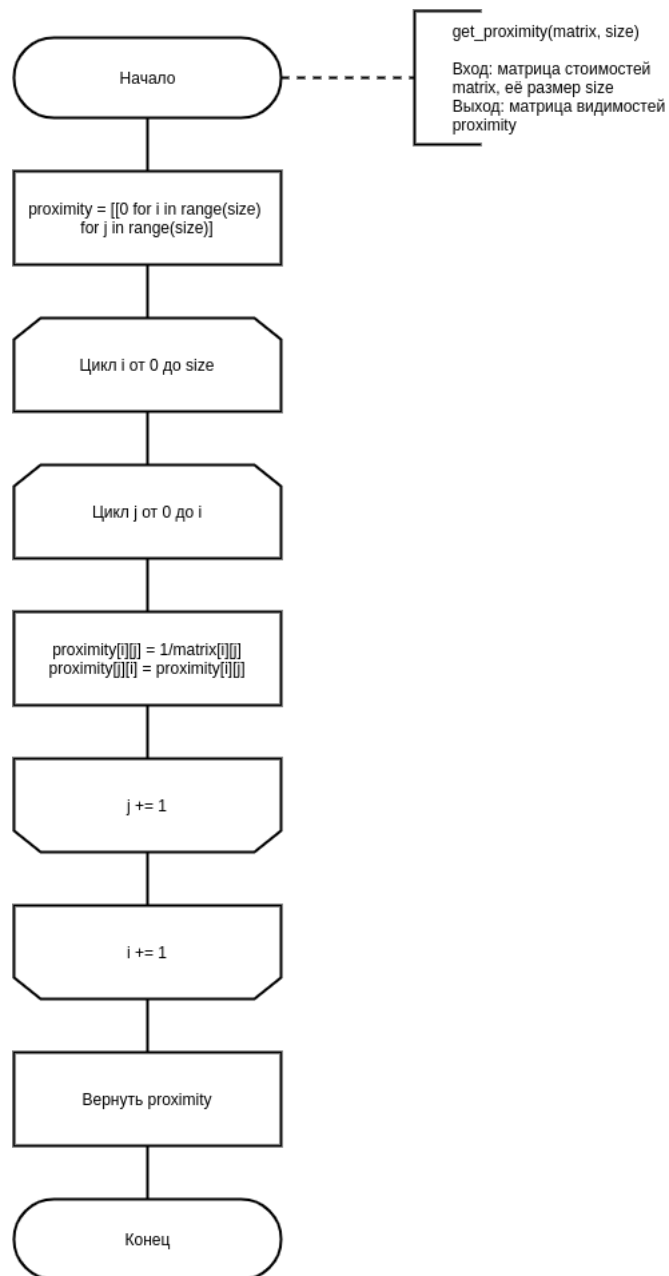 get_proximity(matrix, size)
Вход: матрица стоимостей
matrix, её размер size
Выход: матрица видимостей
proximity
Начало
proximity = [[0 for i in range(size)
for j in range(size)]
Цикл i от 0 до size
Цикл j от 0 до i
proximity[i][j] = 1/matrix[i][j]
proximity[j][i] = proximity[i][j]
j += 1
i += 1
Вернуть proximity
Конец